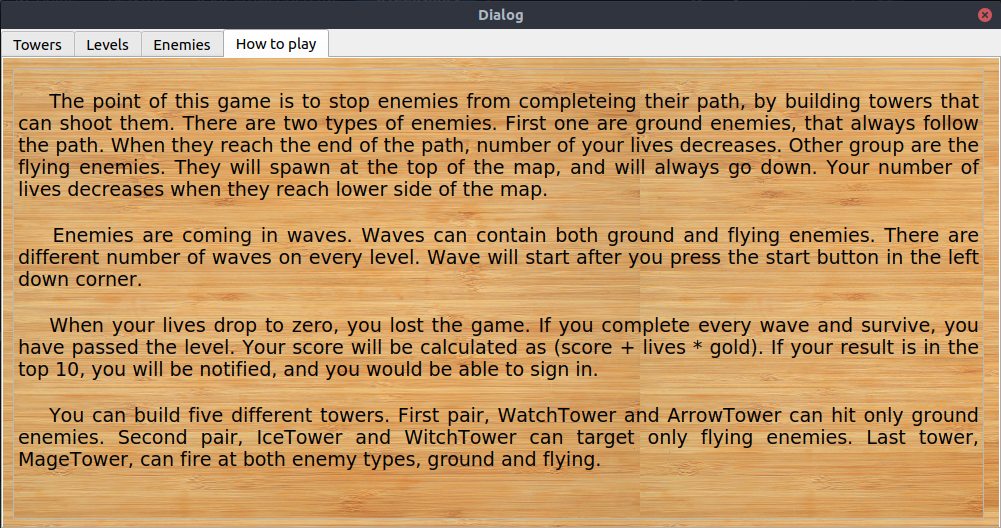 Dialog
Towers
Levels
Enemies
How to play
The point of this game is to stop enemies from completeing their path, by building towers that
can shoot them. There are two types of enemies. First one are ground enemies, that always follow
the path. When they reach the end of the path, number of your lives decreases. Other group are the
flying enemies. They will spawn at the top of the map, and will always go down. Your number of
lives decreases when they reach lower side of the map.
Enemies are coming in waves. Waves can contain both ground and flying enemies. There are
different number of waves on every level. Wave will start after you press the start button in the left
down corner.
When your lives drop to zero, you lost the game. If you complete every wave and survive, you
have passed the level. Your score will be calculated as (score + lives * gold). If your result is in the
top 10, you will be notified, and you would be able to sign in.
You can build five different towers. First pair, WatchTower and ArrowTower can hit only ground
enemies. Second pair, IceTower and WitchTower can target only flying enemies. Last tower,
MageTower, can fire at both enemy types, ground and flying.